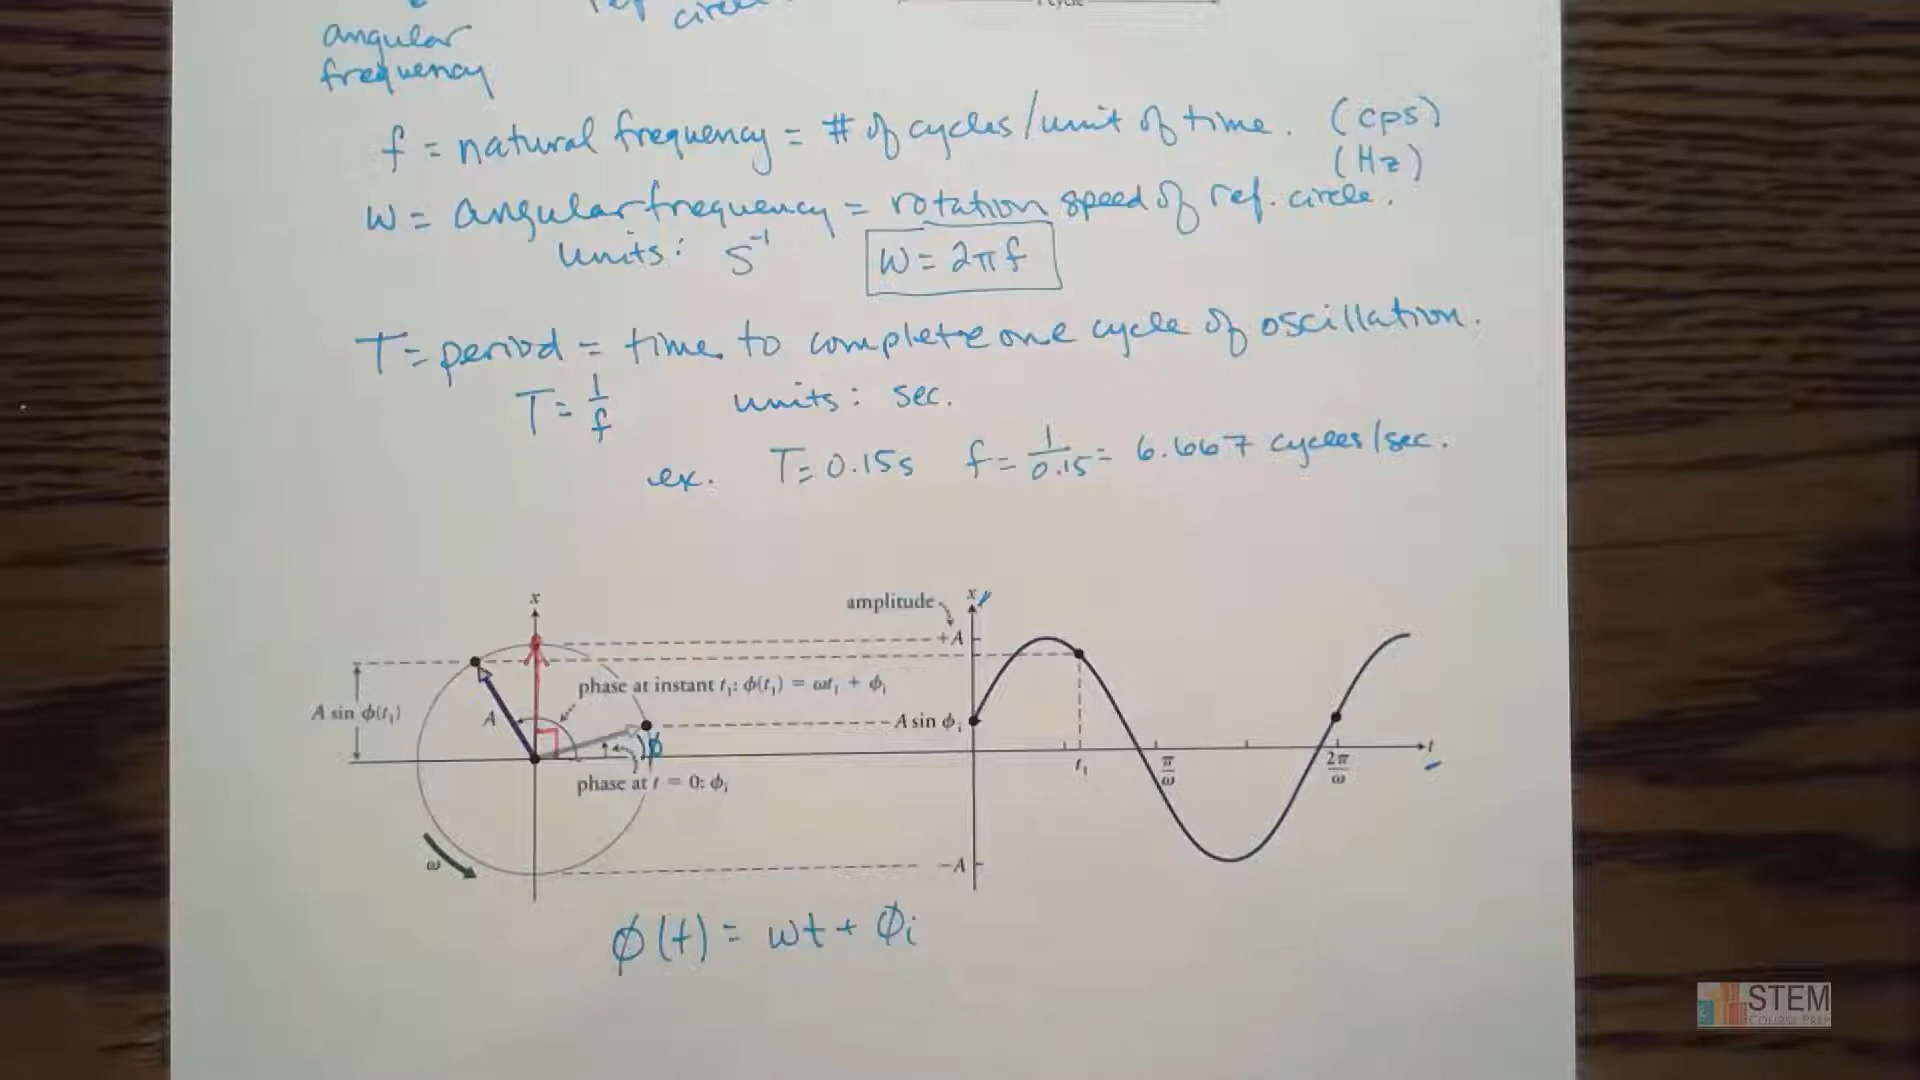 angular
frequency
f = natural frequency = # of cycles/unit of time. (cps)
(Hz)
ω = angular frequency = rotation speed of ref. circle.
units: s⁻¹ ω = 2πf
T = period = time to complete one cycle of oscillation.
T = 1/f units: sec.
ex. T = 0.15s f = 1/0.15 = 6.667 cycles/sec.
x
amplitude
x
+A
phase at instant t₁: ϕ(t₁) = ωt₁ + ϕᵢ
A sin ϕ(t₁)
A
A sin ϕᵢ
ϕ
t
phase at t = 0: ϕᵢ
t₁
π/ω
2π/ω
ω
−A
ϕ(t) = ωt + ϕi
STEM
COURSE PREP